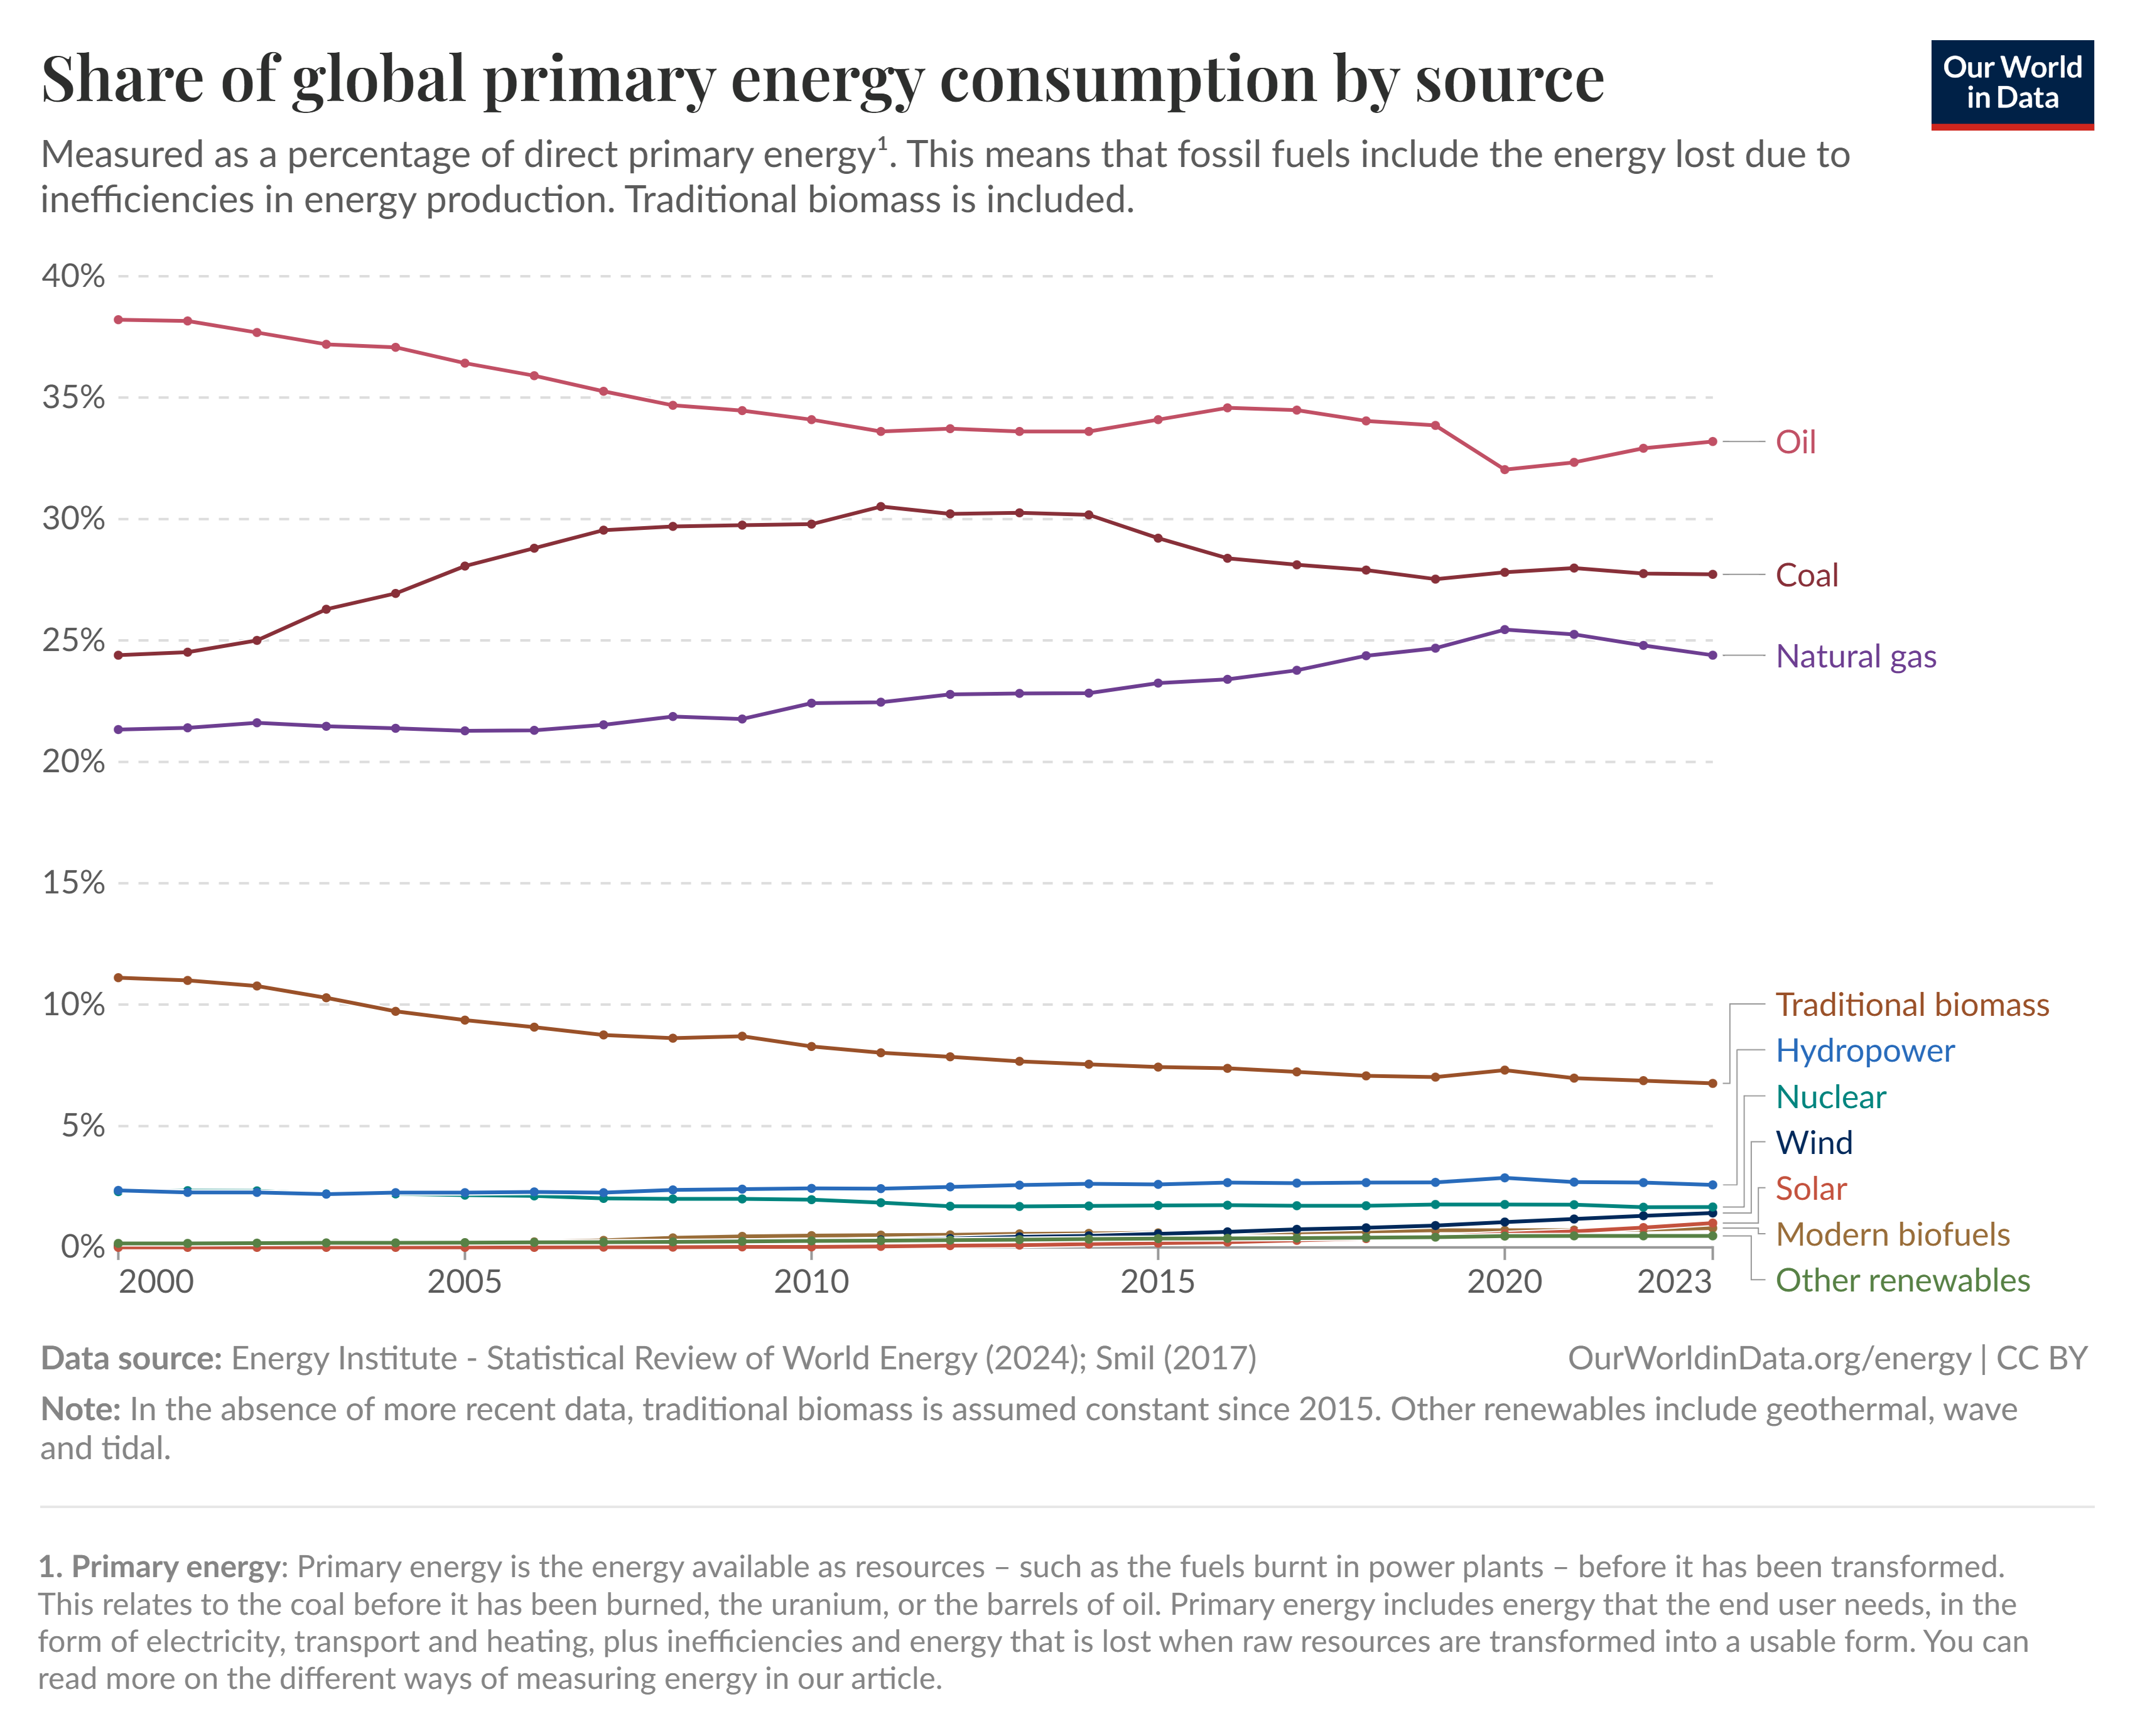 Share of global primary energy consumption by source
Our World
in Data
Measured as a percentage of direct primary energy¹. This means that fossil fuels include the energy lost due to
inefficiencies in energy production. Traditional biomass is included.
40%
35%
30%
25%
20%
15%
10%
5%
0%
Oil
Coal
Natural gas
Traditional biomass
Hydropower
Nuclear
Wind
Solar
Modern biofuels
Other renewables
2000
2005
2010
2015
2020
2023
Data source: Energy Institute - Statistical Review of World Energy (2024); Smil (2017)
OurWorldinData.org/energy | CC BY
Note: In the absence of more recent data, traditional biomass is assumed constant since 2015. Other renewables include geothermal, wave
and tidal.
1. Primary energy: Primary energy is the energy available as resources – such as the fuels burnt in power plants – before it has been transformed.
This relates to the coal before it has been burned, the uranium, or the barrels of oil. Primary energy includes energy that the end user needs, in the
form of electricity, transport and heating, plus inefficiencies and energy that is lost when raw resources are transformed into a usable form. You can
read more on the different ways of measuring energy in our article.